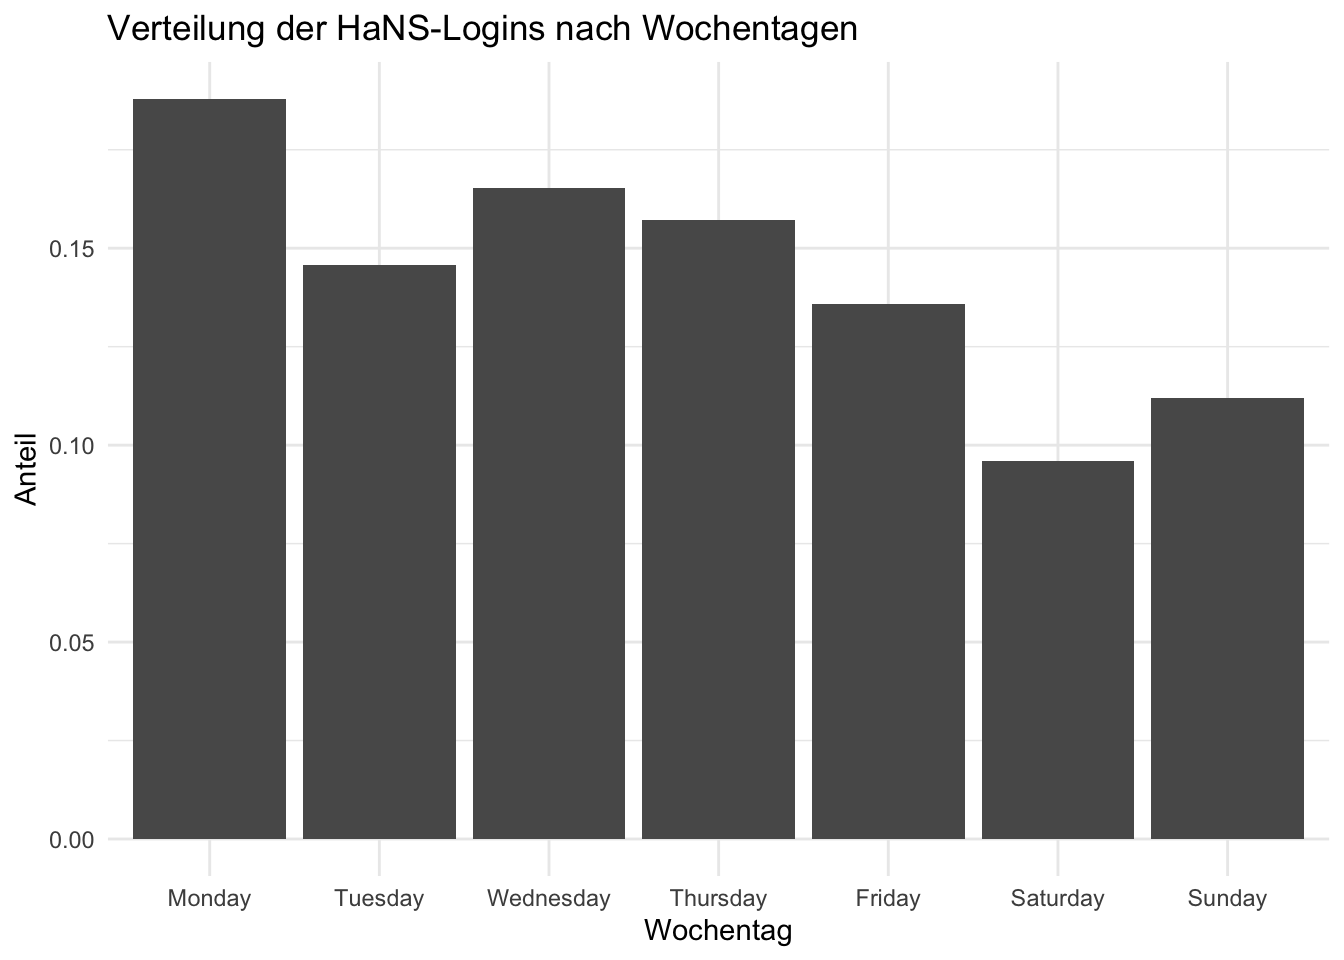 Verteilung der HaNS-Logins nach Wochentagen
Anteil
0.15
0.10
0.05
0.00
Monday Tuesday Wednesday Thursday Friday Saturday Sunday
Wochentag